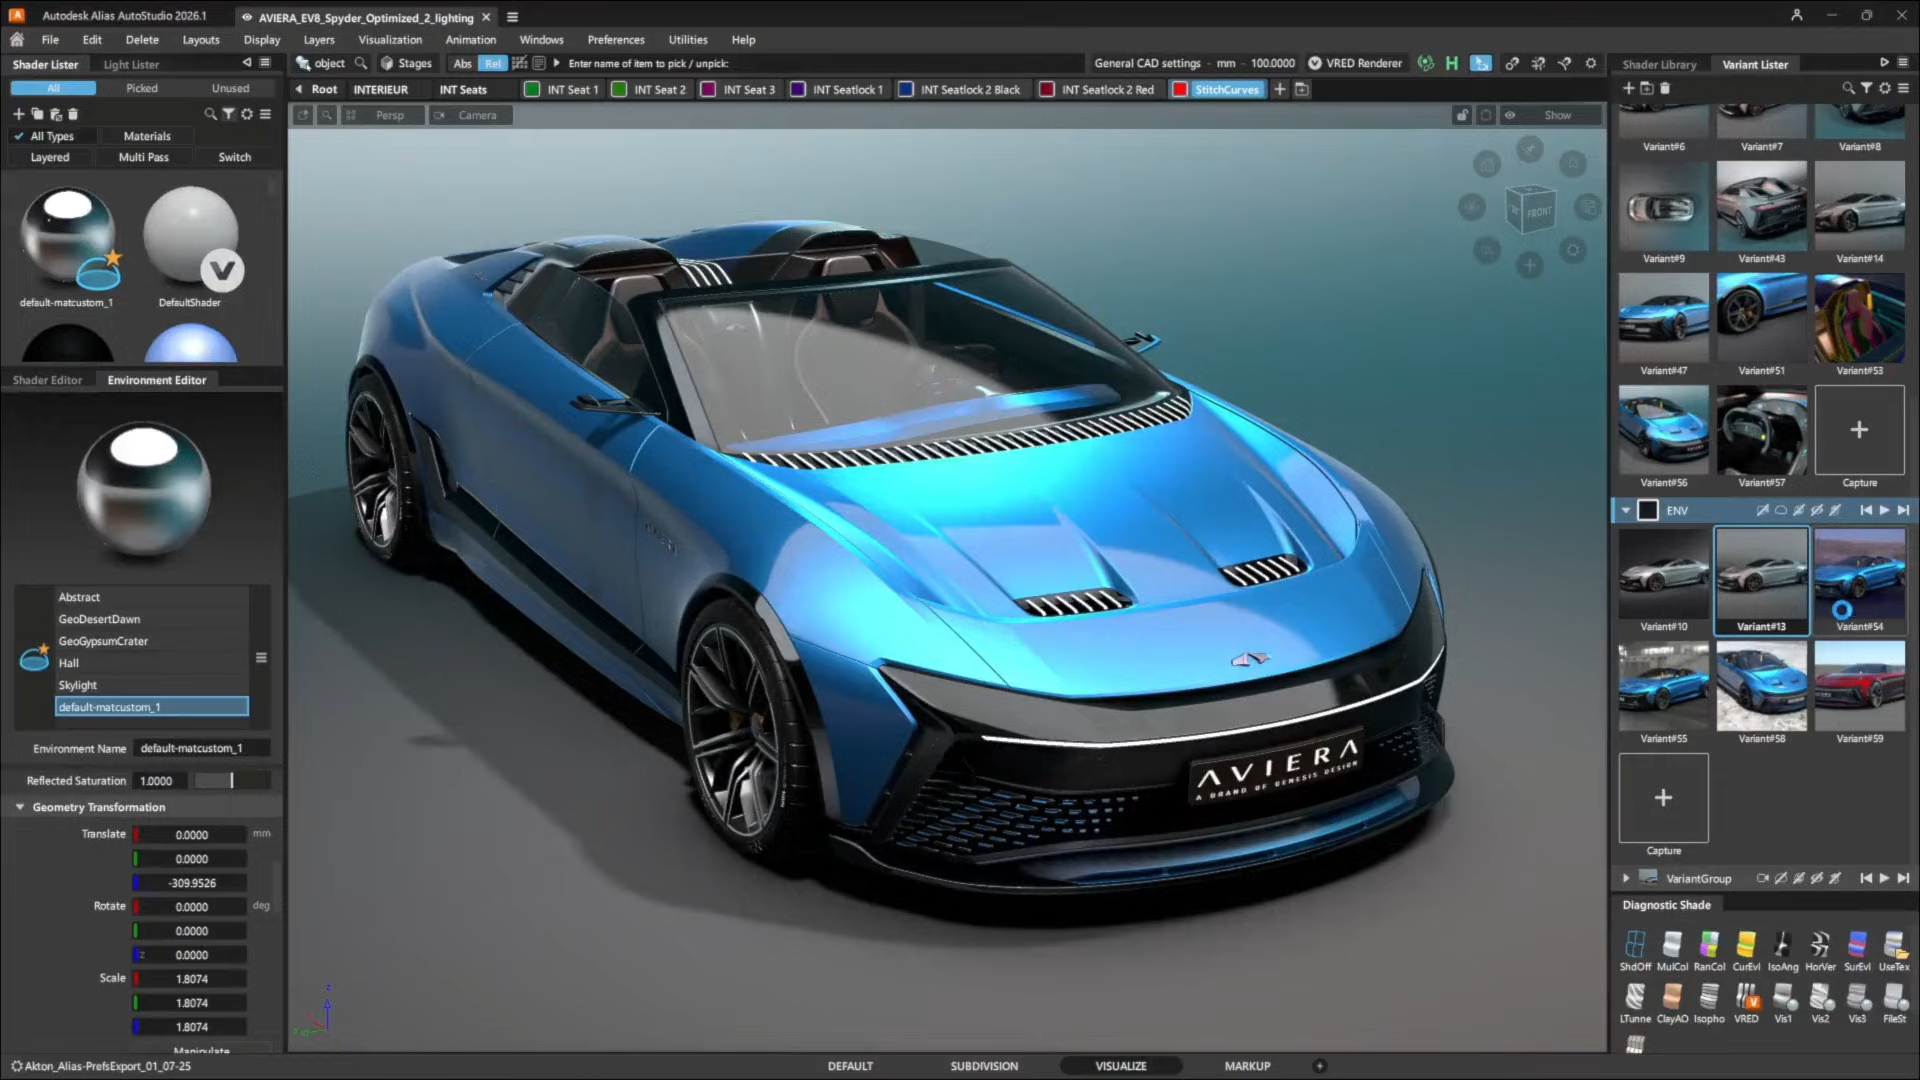 Autodesk Alias AutoStudio 2026.1
AVIERA_EV8_Spyder_Optimized_2_lighting
File Edit Delete Layouts Display Layers Visualization Animation Windows Preferences Utilities Help
Shader Lister Light Lister
object Stages Abs Rel Enter name of item to pick / unpick:
General CAD settings - mm - 100.0000 VRED Renderer
Shader Library Variant Lister
All Picked Unused
Root INTERIEUR INT Seats INT Seat 1 INT Seat 2 INT Seat 3 INT Seatlock 1 INT Seatlock 2 Black INT Seatlock 2 Red StitchCurves
Persp Camera Show
All Types Materials
Layered Multi Pass Switch
default-matcustom_1 DefaultShader
Shader Editor Environment Editor
Abstract
GeoDesertDawn
GeoGypsumCrater
Hall
Skylight
default-matcustom_1
Environment Name default-matcustom_1
Reflected Saturation 1.0000
Geometry Transformation
Translate 0.0000 mm
0.0000
-309.9526
Rotate 0.0000 deg
0.0000
z 0.0000
Scale 1.8074
1.8074
1.8074
Manipulate
FRONT
AVIERA
A BRAND OF GENESIS DESIGN
z
Variant#6 Variant#7 Variant#8
Variant#9 Variant#43 Variant#14
Variant#47 Variant#51 Variant#53
Variant#56 Variant#57 Capture
ENV
Variant#10 Variant#13 Variant#54
Variant#55 Variant#58 Variant#59
Capture
VariantGroup
Diagnostic Shade
ShdOff MulCol RanCol CurEvl IsoAng HorVer SurEvl UseTex
LTunne ClayAO Isopho VRED Vis1 Vis2 Vis3 FileSt
Akton_Alias-PrefsExport_01_07-25
DEFAULT SUBDIVISION VISUALIZE MARKUP